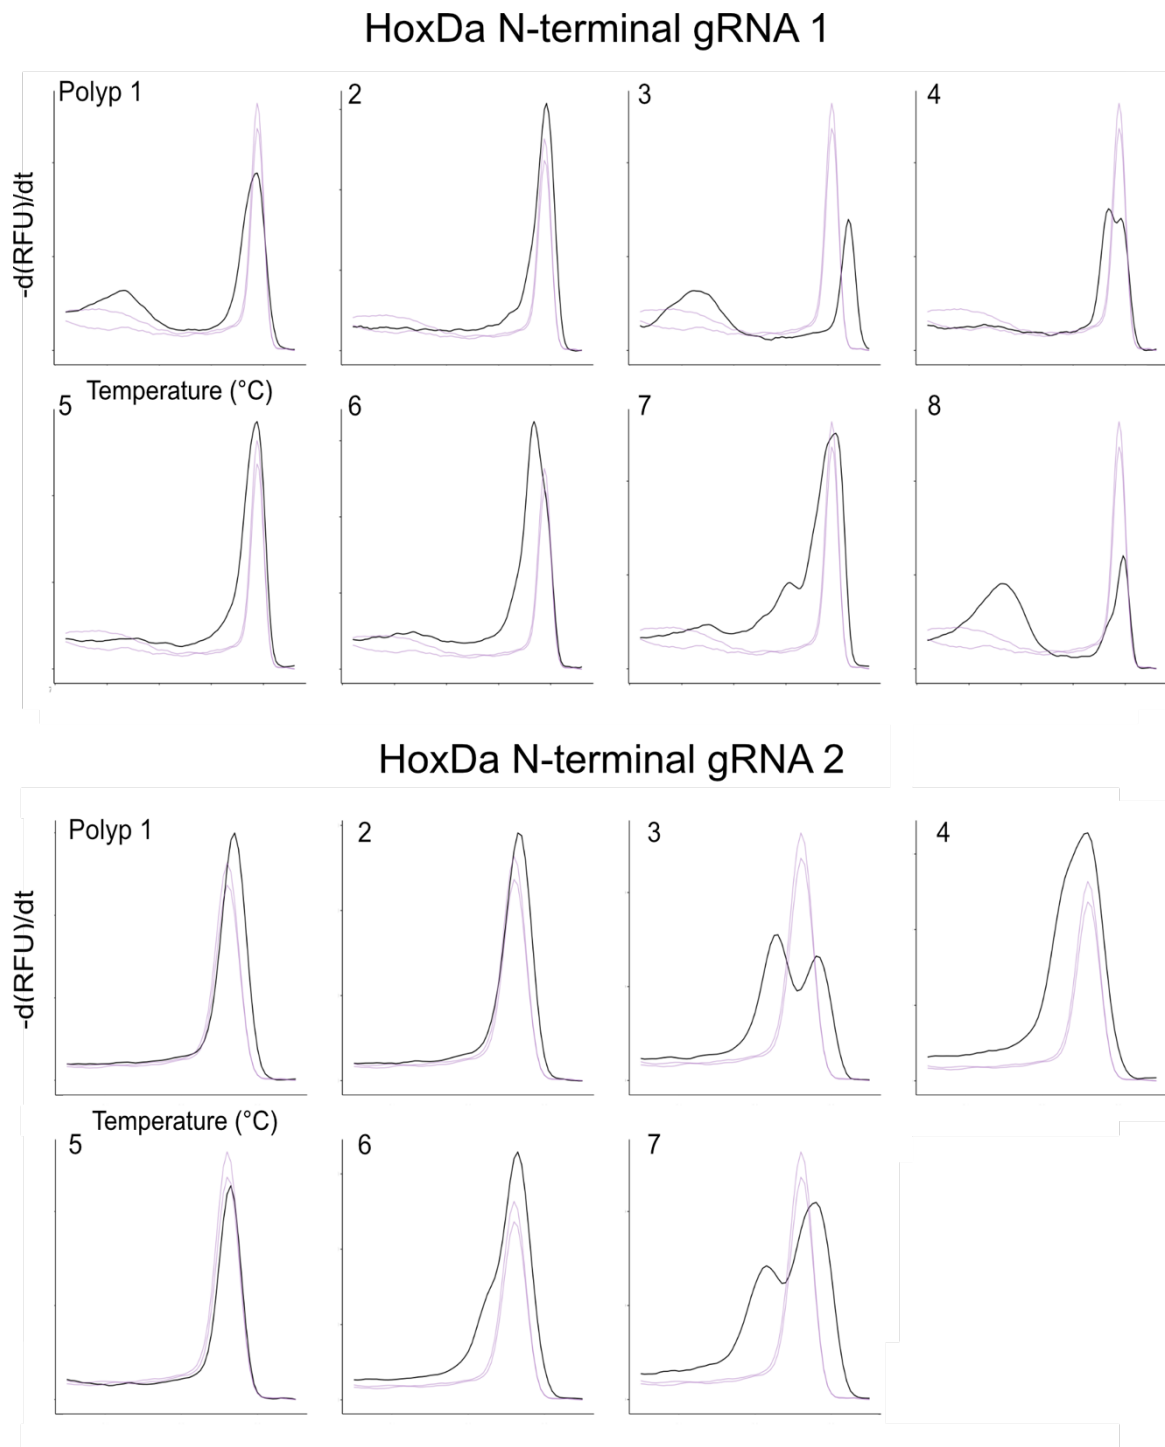 HoxDa N-terminal gRNA 1
Polyp 1
2
3
4
-d(RFU)/dt
Temperature (°C)
5
6
7
8
HoxDa N-terminal gRNA 2
Polyp 1
2
3
4
-d(RFU)/dt
Temperature (°C)
5
6
7